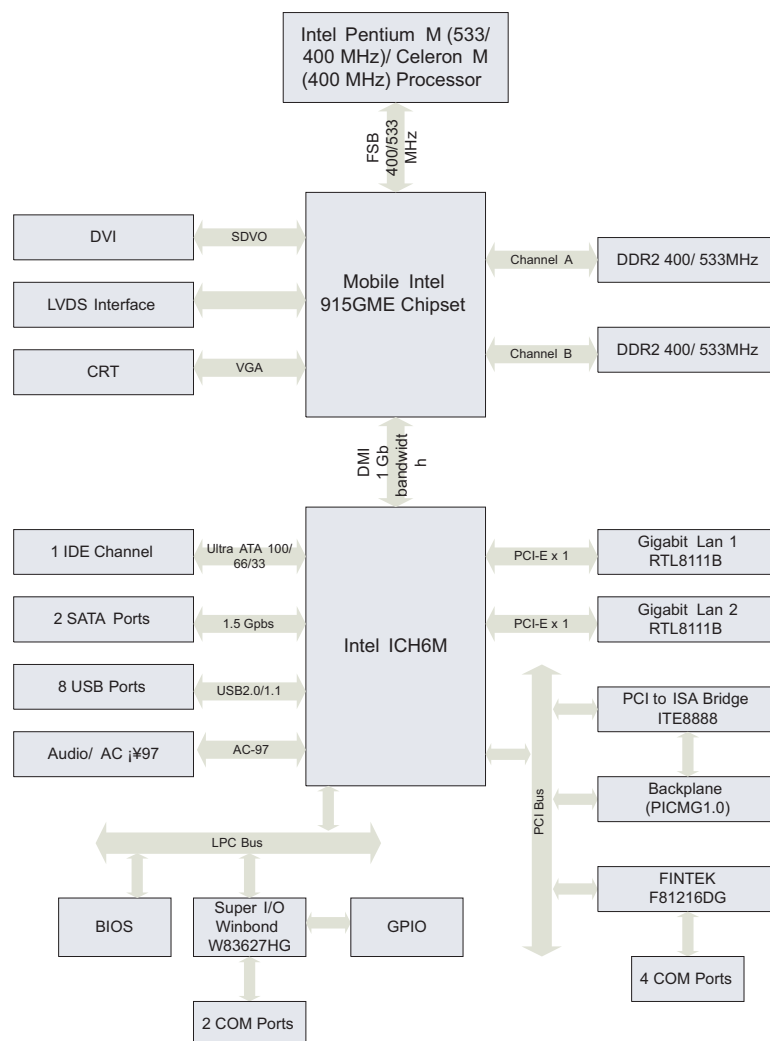 Intel Pentium M (533/
400 MHz)/ Celeron M
(400 MHz) Processor
FSB
400/533
MHz
DVI
SDVO
LVDS Interface
CRT
VGA
Mobile Intel
915GME Chipset
Channel A
DDR2 400/ 533MHz
Channel B
DDR2 400/ 533MHz
DMI
1 Gb
bandwidt
h
1 IDE Channel
Ultra ATA 100/
66/33
2 SATA Ports
1.5 Gpbs
8 USB Ports
USB2.0/1.1
Audio/ AC ¡¥97
AC-97
Intel ICH6M
PCI-E x 1
Gigabit Lan 1
RTL8111B
PCI-E x 1
Gigabit Lan 2
RTL8111B
PCI Bus
PCI to ISA Bridge
ITE8888
Backplane
(PICMG1.0)
FINTEK
F81216DG
4 COM Ports
LPC Bus
BIOS
Super I/O
Winbond
W83627HG
GPIO
2 COM Ports